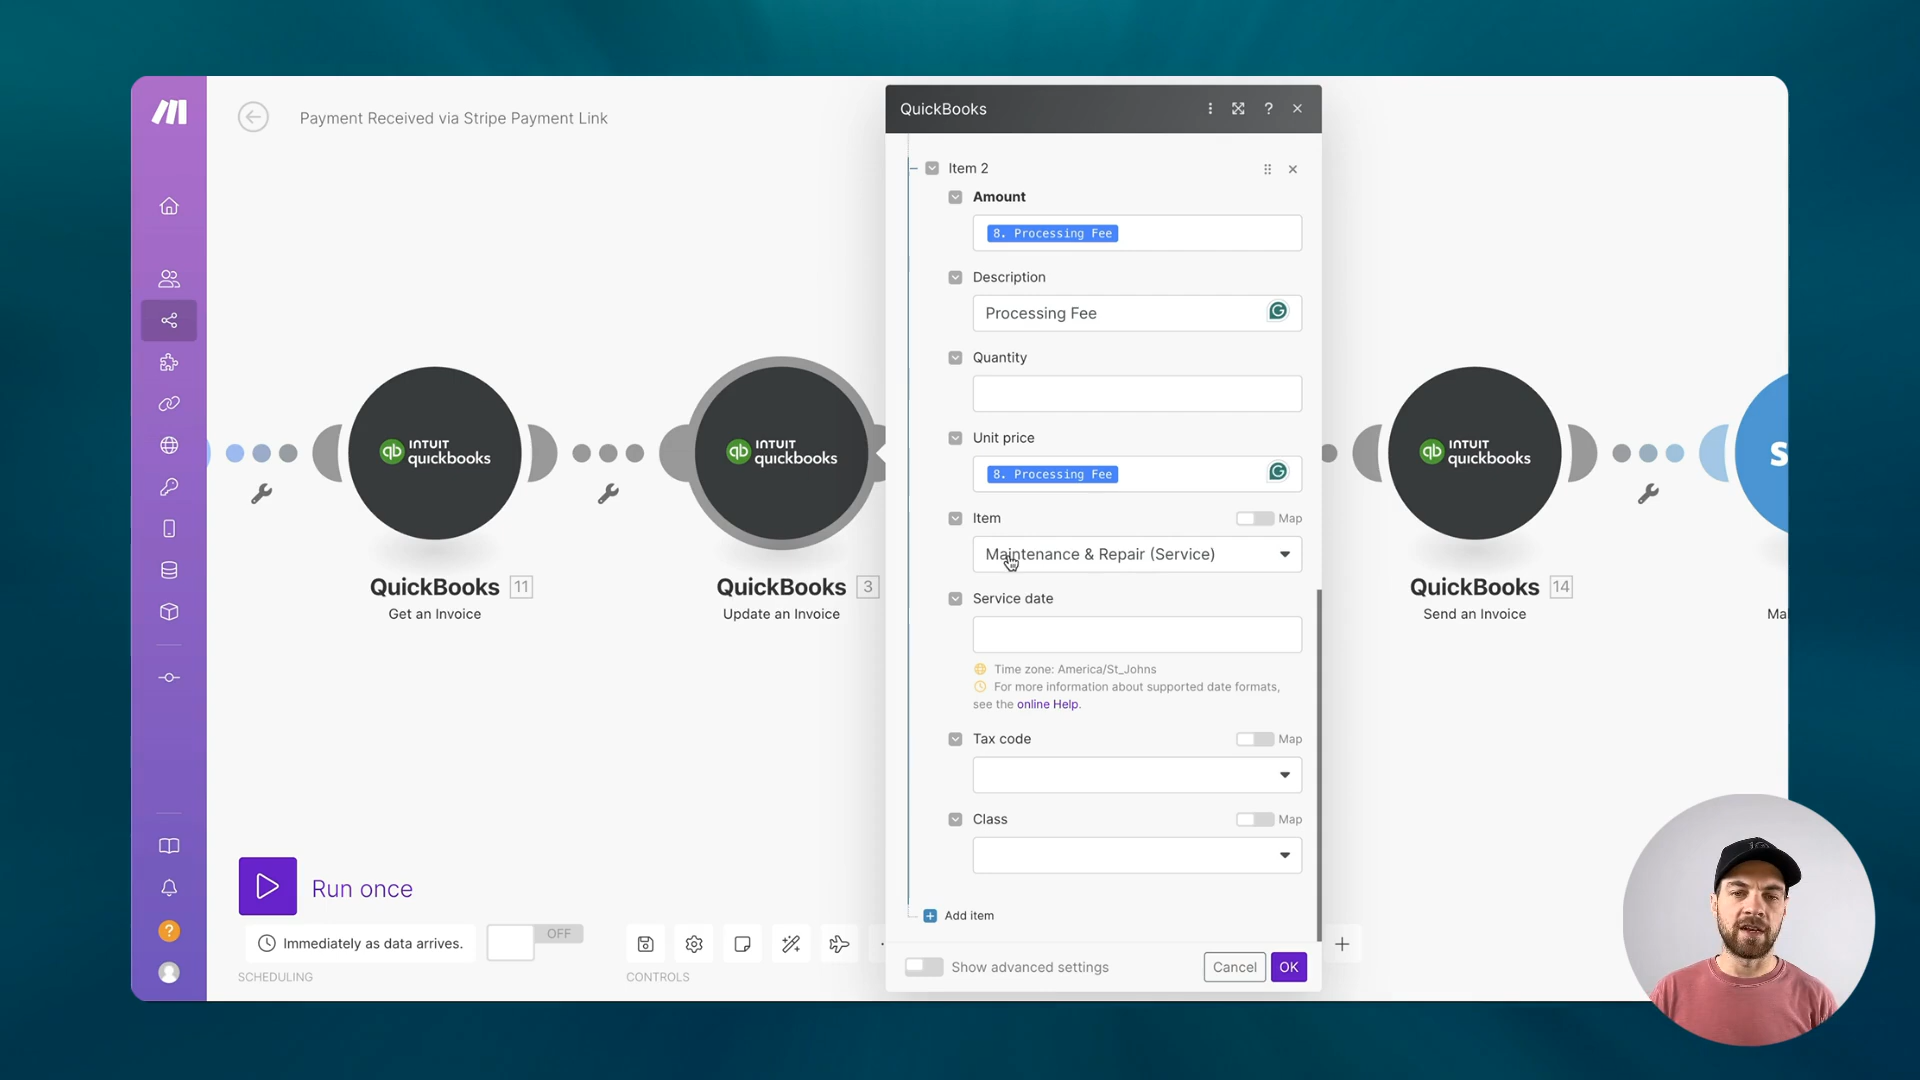 Payment Received via Stripe Payment Link
QuickBooks
?
Item 2
Amount
8. Processing Fee
Description
Processing Fee
Quantity
Unit price
8. Processing Fee
Item
Map
Maintenance & Repair (Service)
Service date
Time zone: America/St_Johns
For more information about supported date formats,
see the online Help.
Tax code
Map
Class
Map
Add item
Show advanced settings
Cancel
OK
qb INTUIT
quickbooks
QuickBooks 11
Get an Invoice
qb INTUIT
quickbooks
QuickBooks 3
Update an Invoice
qb INTUIT
quickbooks
QuickBooks 14
Send an Invoice
S
Ma
Run once
Immediately as data arrives.
OFF
SCHEDULING
CONTROLS
?